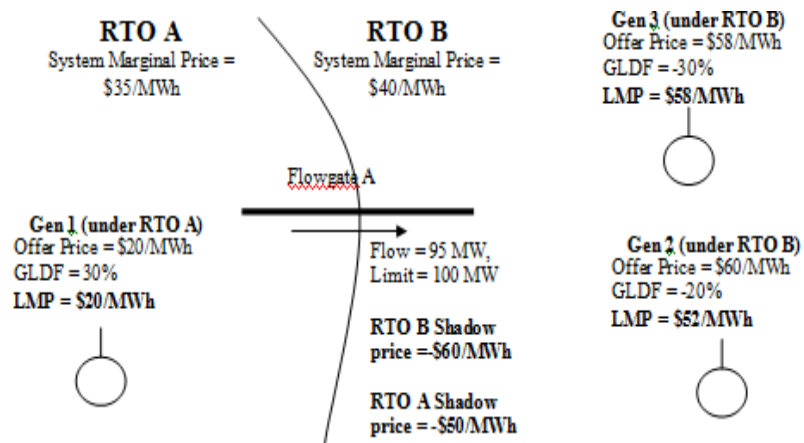 RTO A
System Marginal Price =
$35/MWh
RTO B
System Marginal Price =
$40/MWh
Gen 3 (under RTO B)
Offer Price = $58/MWh
GLDF = -30%
LMP = $58/MWh
Flowgate A
Gen 1 (under RTO A)
Offer Price = $20/MWh
GLDF = 30%
LMP = $20/MWh
Flow = 95 MW,
Limit = 100 MW
RTO B Shadow
price =-$60/MWh
RTO A Shadow
price = -$50/MWh
Gen 2 (under RTO B)
Offer Price = $60/MWh
GLDF = -20%
LMP = $52/MWh